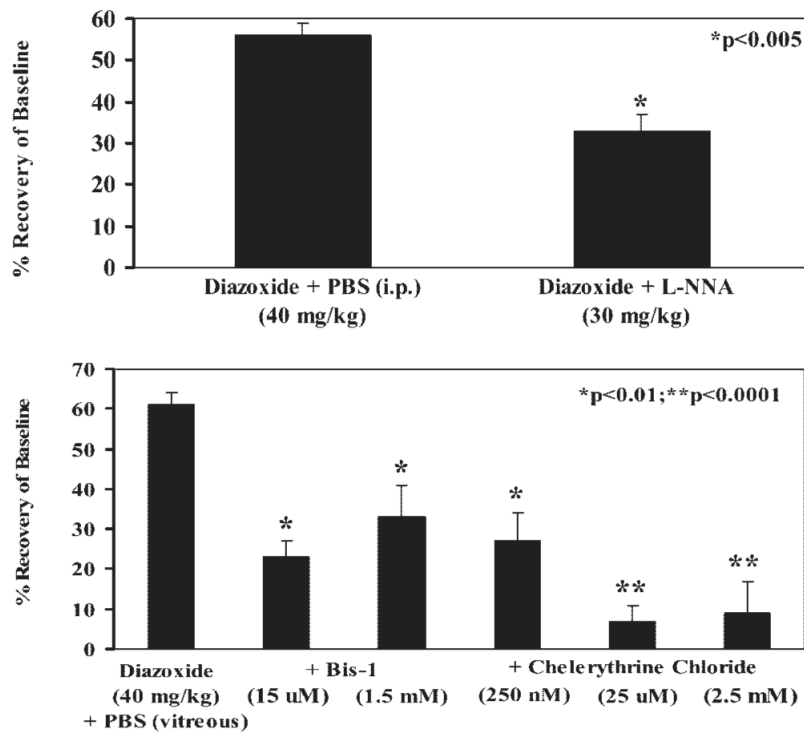 % Recovery of Baseline
60
50
40
30
20
10
0
*p<0.005
*
Diazoxide + PBS (i.p.)
(40 mg/kg)
Diazoxide + L-NNA
(30 mg/kg)
% Recovery of Baseline
70
60
50
40
30
20
10
0
*p<0.01;**p<0.0001
*
*
*
**
**
Diazoxide
(40 mg/kg)
+ PBS (vitreous)
+ Bis-1
(15 uM) (1.5 mM)
+ Chelerythrine Chloride
(250 nM) (25 uM) (2.5 mM)